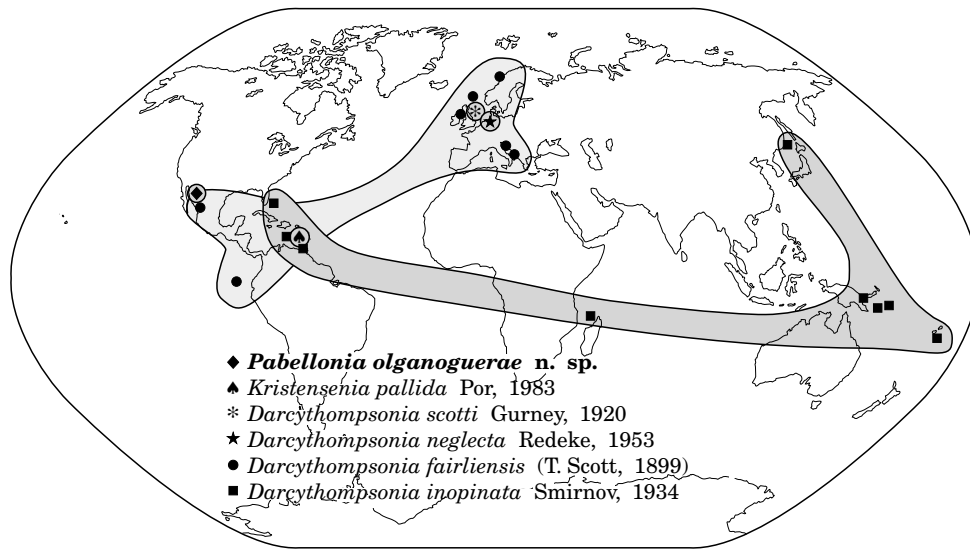 ◆ Pabellonia olganoguerae n. sp.
♠ Kristensenia pallida Por, 1983
* Darcythompsonia scotti Gurney, 1920
★ Darcythompsonia neglecta Redeke, 1953
● Darcythompsonia fairliensis (T. Scott, 1899)
■ Darcythompsonia inopinata Smirnov, 1934